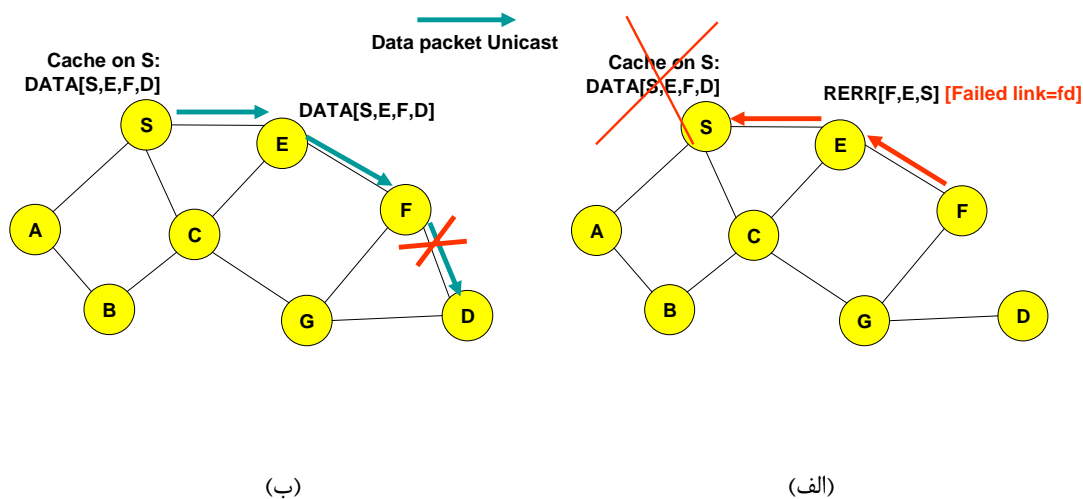 Data packet Unicast
Cache on S:
DATA[S,E,F,D]
DATA[S,E,F,D]
S
E
F
A
C
B
G
D
Cache on S:
DATA[S,E,F,D]
RERR[F,E,S] [Failed link=fd]
S
E
F
A
C
B
G
D
(ب)
(الف)